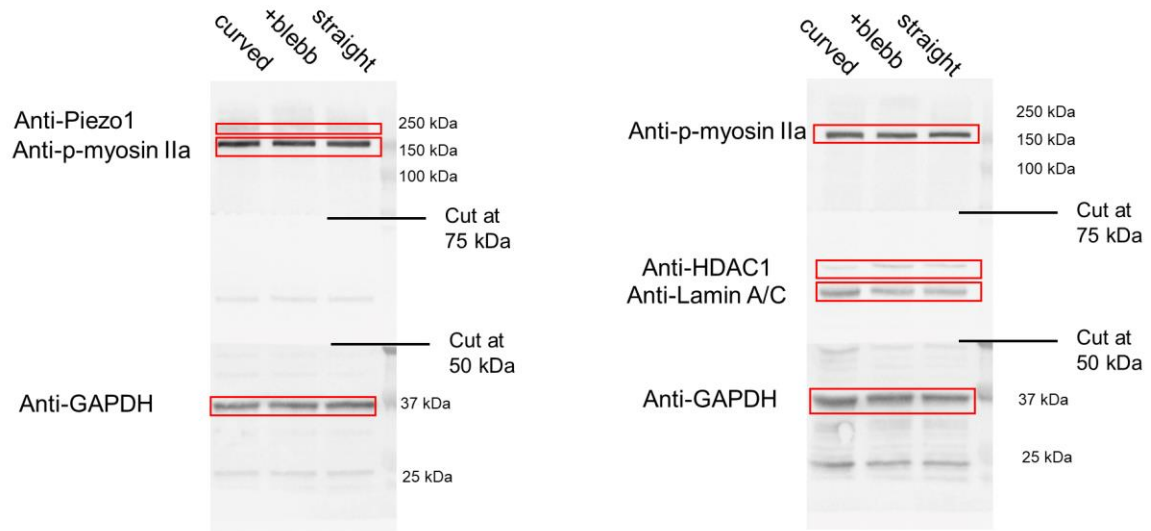 curved
+blebb
straight
Anti-Piezo1
Anti-p-myosin IIa
250 kDa
150 kDa
100 kDa
Cut at
75 kDa
Cut at
50 kDa
Anti-GAPDH
37 kDa
25 kDa
curved
+blebb
straight
Anti-p-myosin IIa
250 kDa
150 kDa
100 kDa
Cut at
75 kDa
Anti-HDAC1
Anti-Lamin A/C
Cut at
50 kDa
Anti-GAPDH
37 kDa
25 kDa